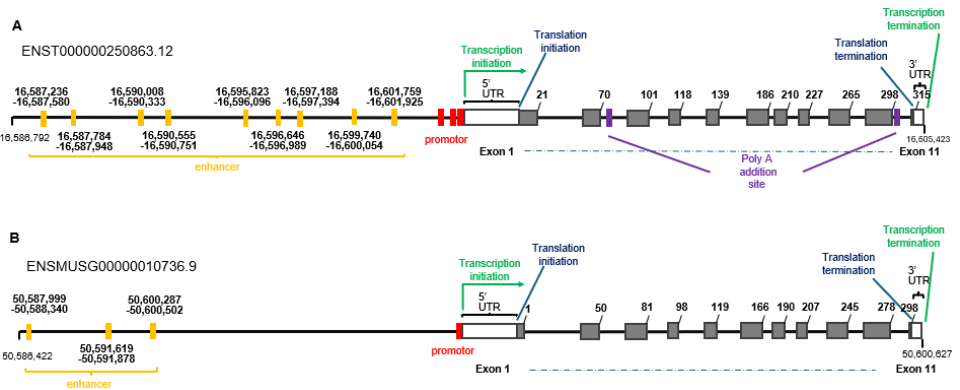 A
ENST000000250863.12
Transcription
termination
Translation
initiation
Translation
termination
Transcription
initiation
3'
UTR
5'
UTR
16,587,236
-16,587,580
16,590,008
-16,590,333
16,595,823
-16,596,096
16,597,188
-16,597,394
16,601,759
-16,601,925
21 70 101 118 139 186 210 227 265 298 315
16,586,792
16,587,784
-16,587,948
16,590,555
-16,590,751
16,596,646
-16,596,989
16,599,740
-16,600,054
promotor
16,605,423
Exon 1
Exon 11
enhancer
Poly A
addition
site
B
ENSMUSG00000010736.9
Transcription
termination
Translation
initiation
Translation
termination
Transcription
initiation
3'
UTR
5'
UTR
50,587,999
-50,588,340
50,600,287
-50,600,502
1 50 81 98 119 166 190 207 245 278 298
50,586,422
50,591,619
-50,591,878
promotor
50,600,627
Exon 1
Exon 11
enhancer